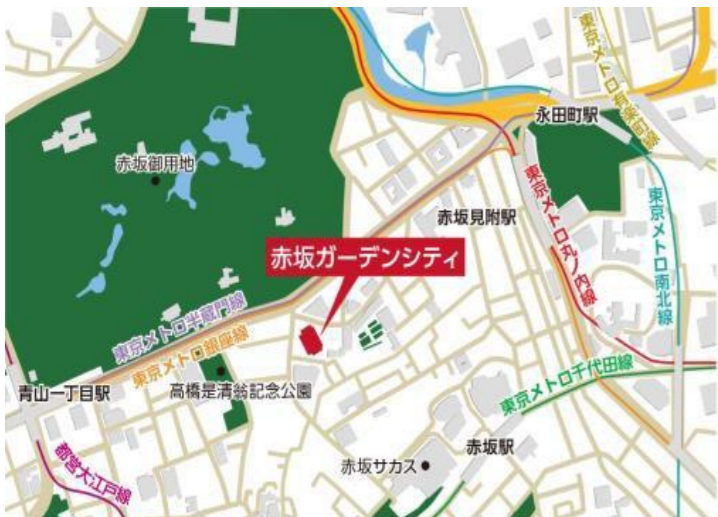 永田町駅
東京メトロ有楽町線
赤坂御用地
東京メトロ丸ノ内線
東京メトロ南北線
赤坂見附駅
赤坂ガーデンシティ
東京メトロ半蔵門線
東京メトロ銀座線
青山一丁目駅
高橋是清翁記念公園
東京メトロ千代田線
赤坂駅
赤坂サカス
都営大江戸線